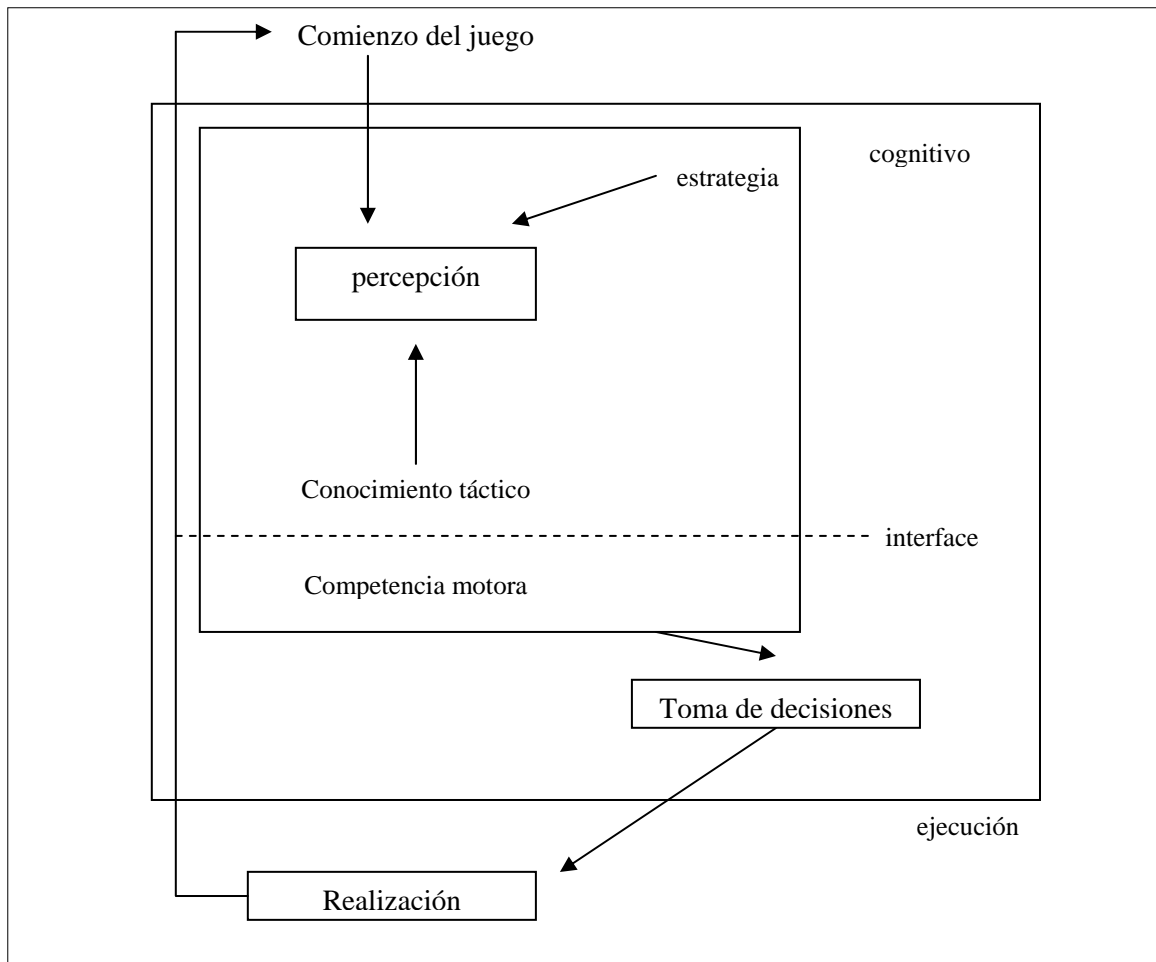 Comienzo del juego
cognitivo
estrategia
percepción
Conocimiento táctico
interface
Competencia motora
Toma de decisiones
ejecución
Realización